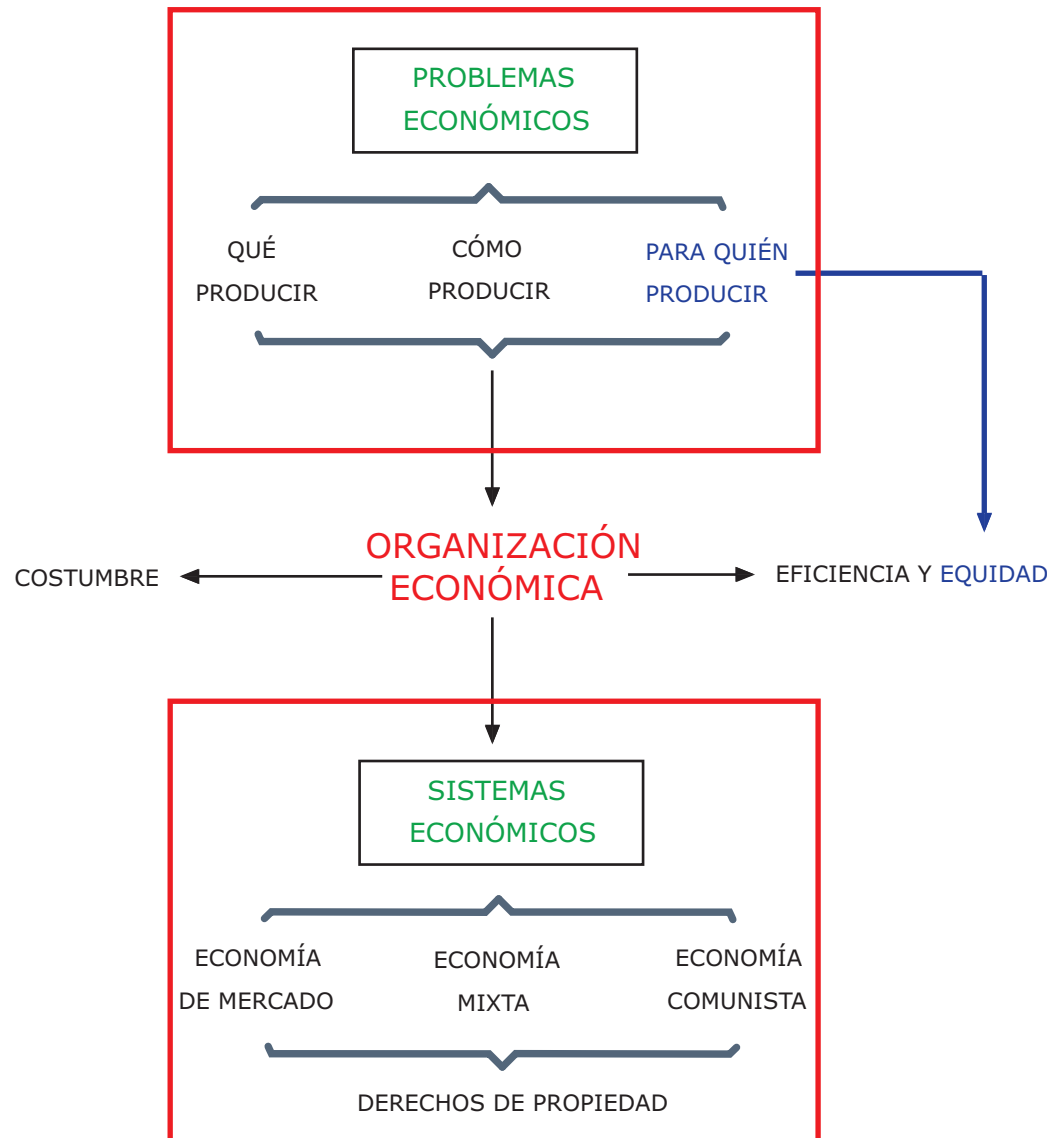 PROBLEMAS
ECONÓMICOS
QUÉ
PRODUCIR
CÓMO
PRODUCIR
PARA QUIÉN
PRODUCIR
ORGANIZACIÓN
ECONÓMICA
COSTUMBRE
EFICIENCIA Y EQUIDAD
SISTEMAS
ECONÓMICOS
ECONOMÍA
DE MERCADO
ECONOMÍA
MIXTA
ECONOMÍA
COMUNISTA
DERECHOS DE PROPIEDAD